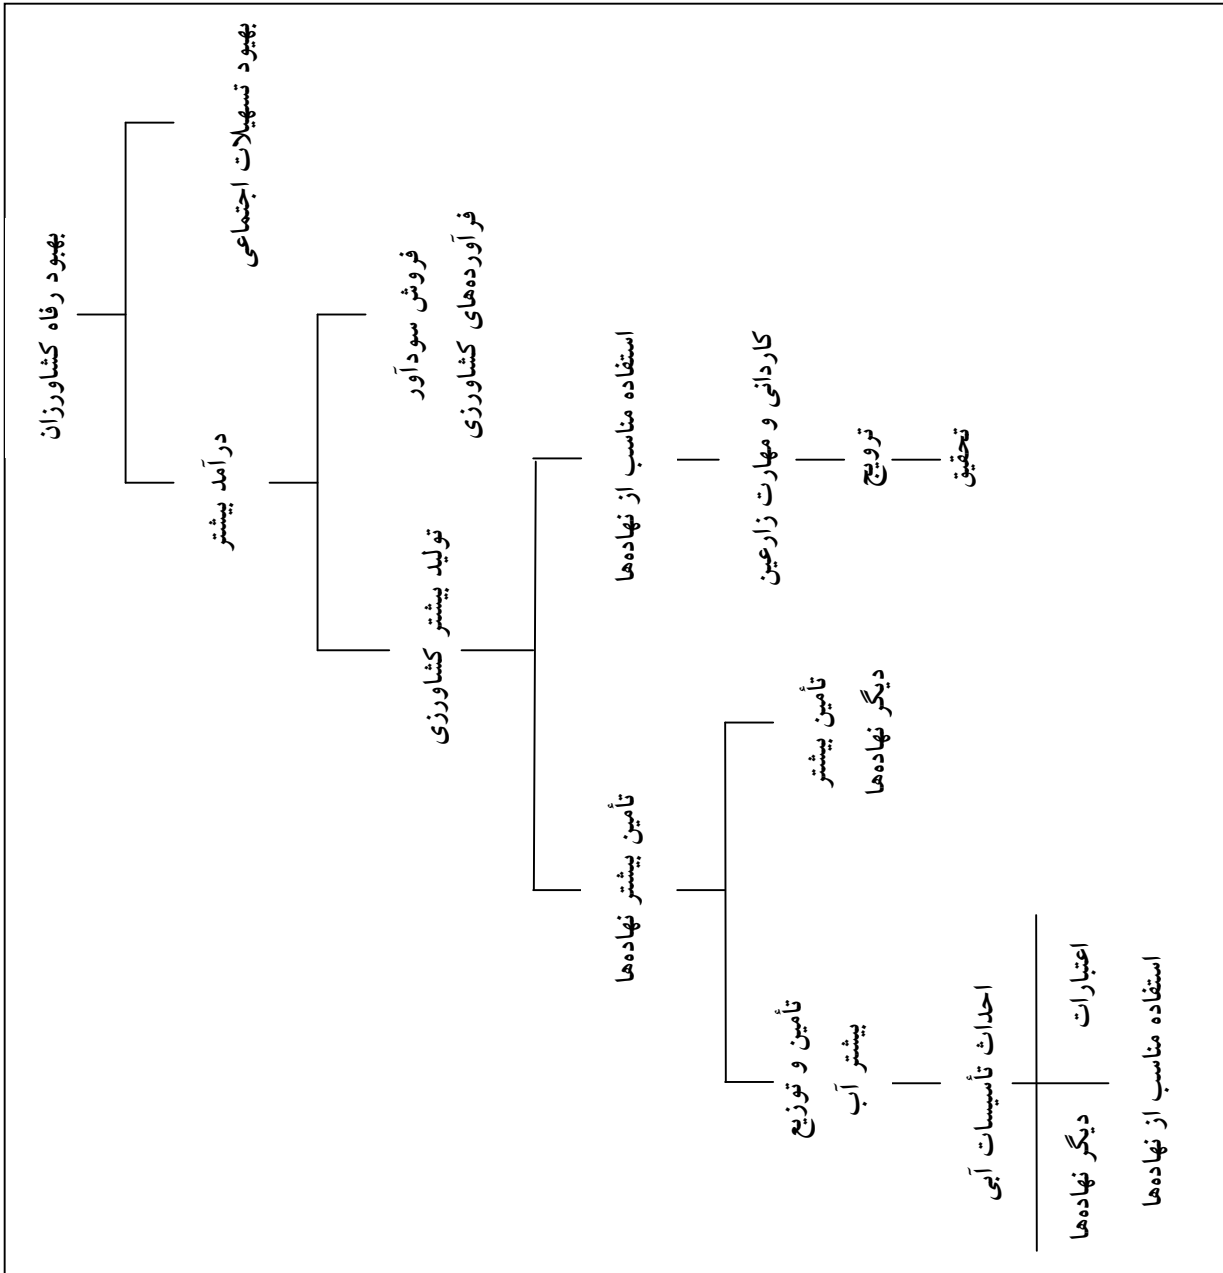 بهبود رفاه کشاورزان
درآمد بیشتر
بهبود تسهیلات اجتماعی
تولید بیشتر کشاورزی
فروش سودآور
فرآورده‌های کشاورزی
تأمین بیشتر نهاده‌ها
استفاده مناسب از نهاده‌ها
تأمین و توزیع
بیشتر آب
تأمین بیشتر
دیگر نهاده‌ها
کاردانی و مهارت زارعین
ترویج
تحقیق
احداث تأسیسات آبی
دیگر نهاده‌ها
اعتبارات
استفاده مناسب از نهاده‌ها